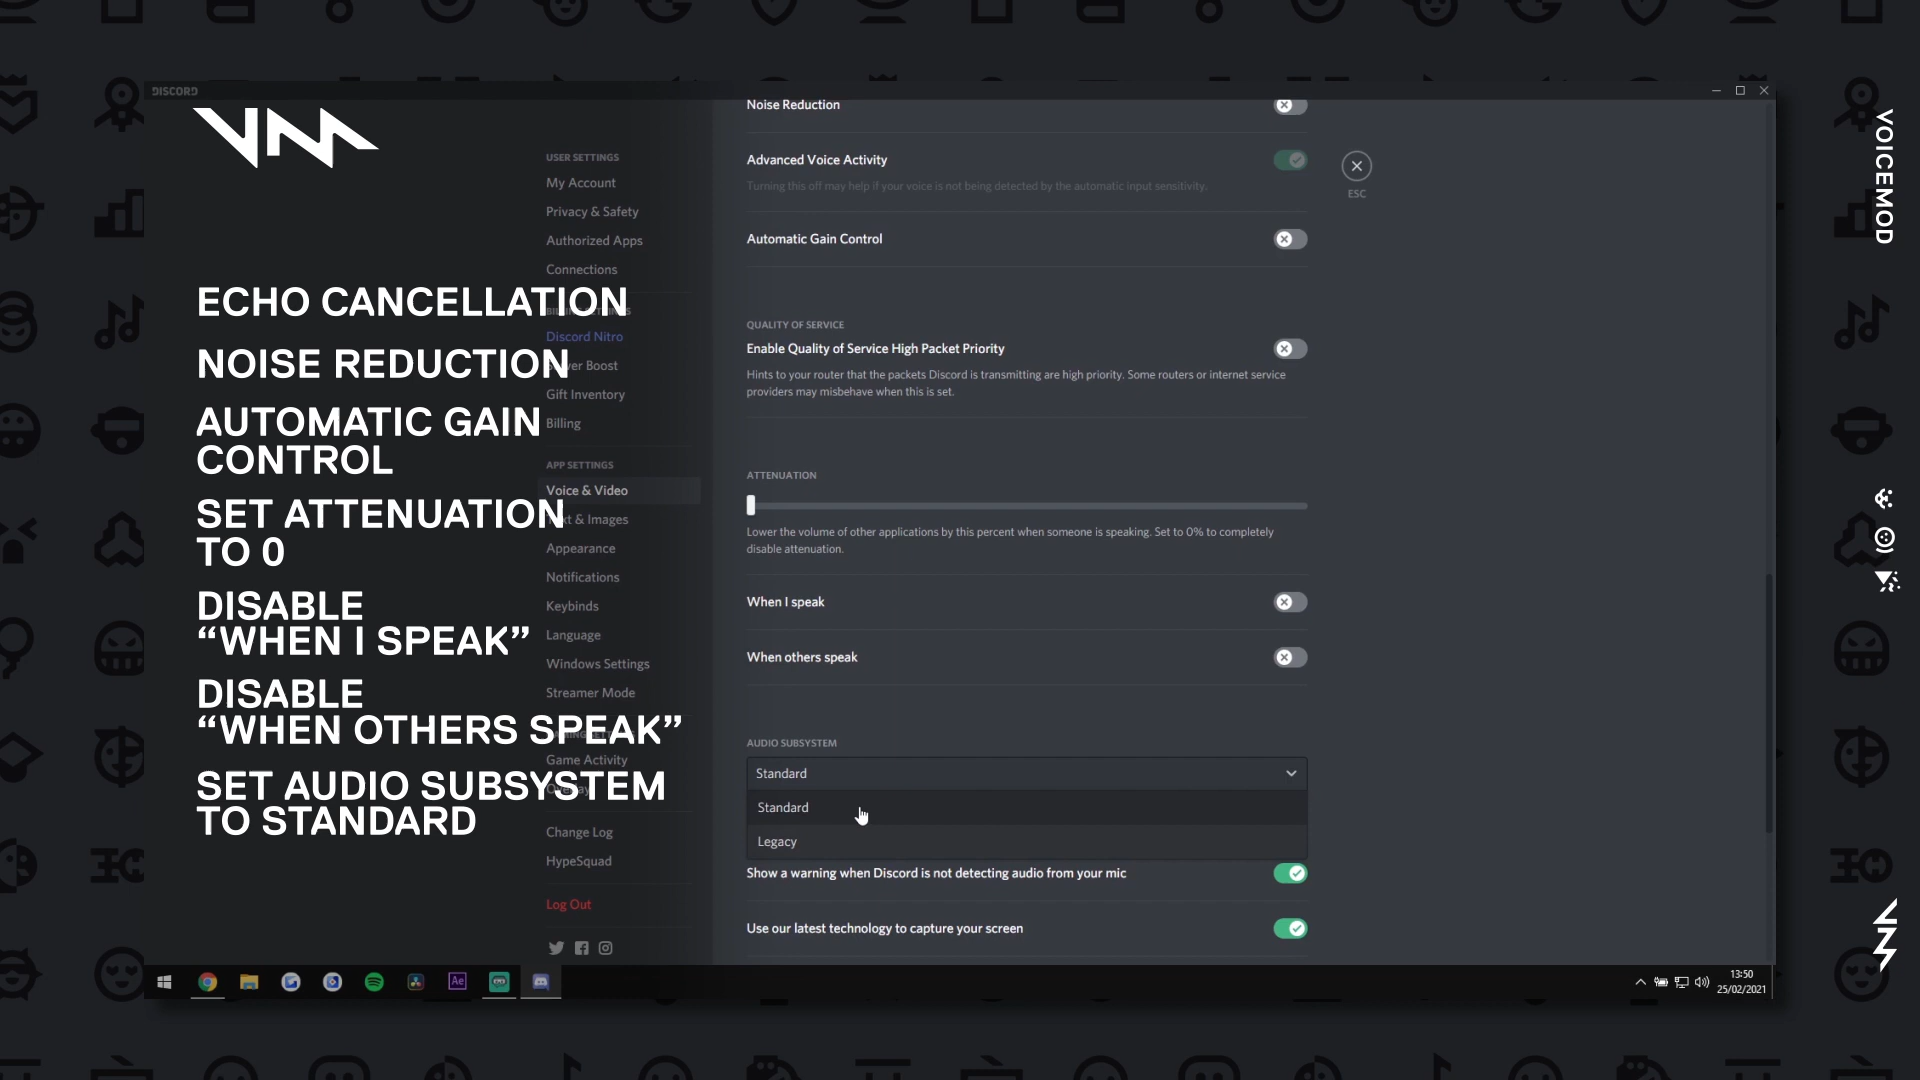 DISCORD
VM
VOICEMOD
ECHO CANCELLATION
NOISE REDUCTION
AUTOMATIC GAIN
CONTROL
SET ATTENUATION
TO 0
DISABLE
“WHEN I SPEAK”
DISABLE
“WHEN OTHERS SPEAK”
SET AUDIO SUBSYSTEM
TO STANDARD
USER SETTINGS
My Account
Privacy & Safety
Authorized Apps
Connections
Discord Nitro
Boost
Gift Inventory
Billing
APP SETTINGS
Voice & Video
& Images
Appearance
Notifications
Keybinds
Language
Windows Settings
Streamer Mode
Game Activity
Change Log
HypeSquad
Log Out
Noise Reduction
Advanced Voice Activity
Turning this off may help if your voice is not being detected by the automatic input sensitivity.
Automatic Gain Control
QUALITY OF SERVICE
Enable Quality of Service High Packet Priority
Hints to your router that the packets Discord is transmitting are high priority. Some routers or internet service
providers may misbehave when this is set.
ATTENUATION
Lower the volume of other applications by this percent when someone is speaking. Set to 0% to completely
disable attenuation.
When I speak
When others speak
AUDIO SUBSYSTEM
Standard
Standard
Legacy
Show a warning when Discord is not detecting audio from your mic
Use our latest technology to capture your screen
ESC
Ae
13:50
25/02/2021